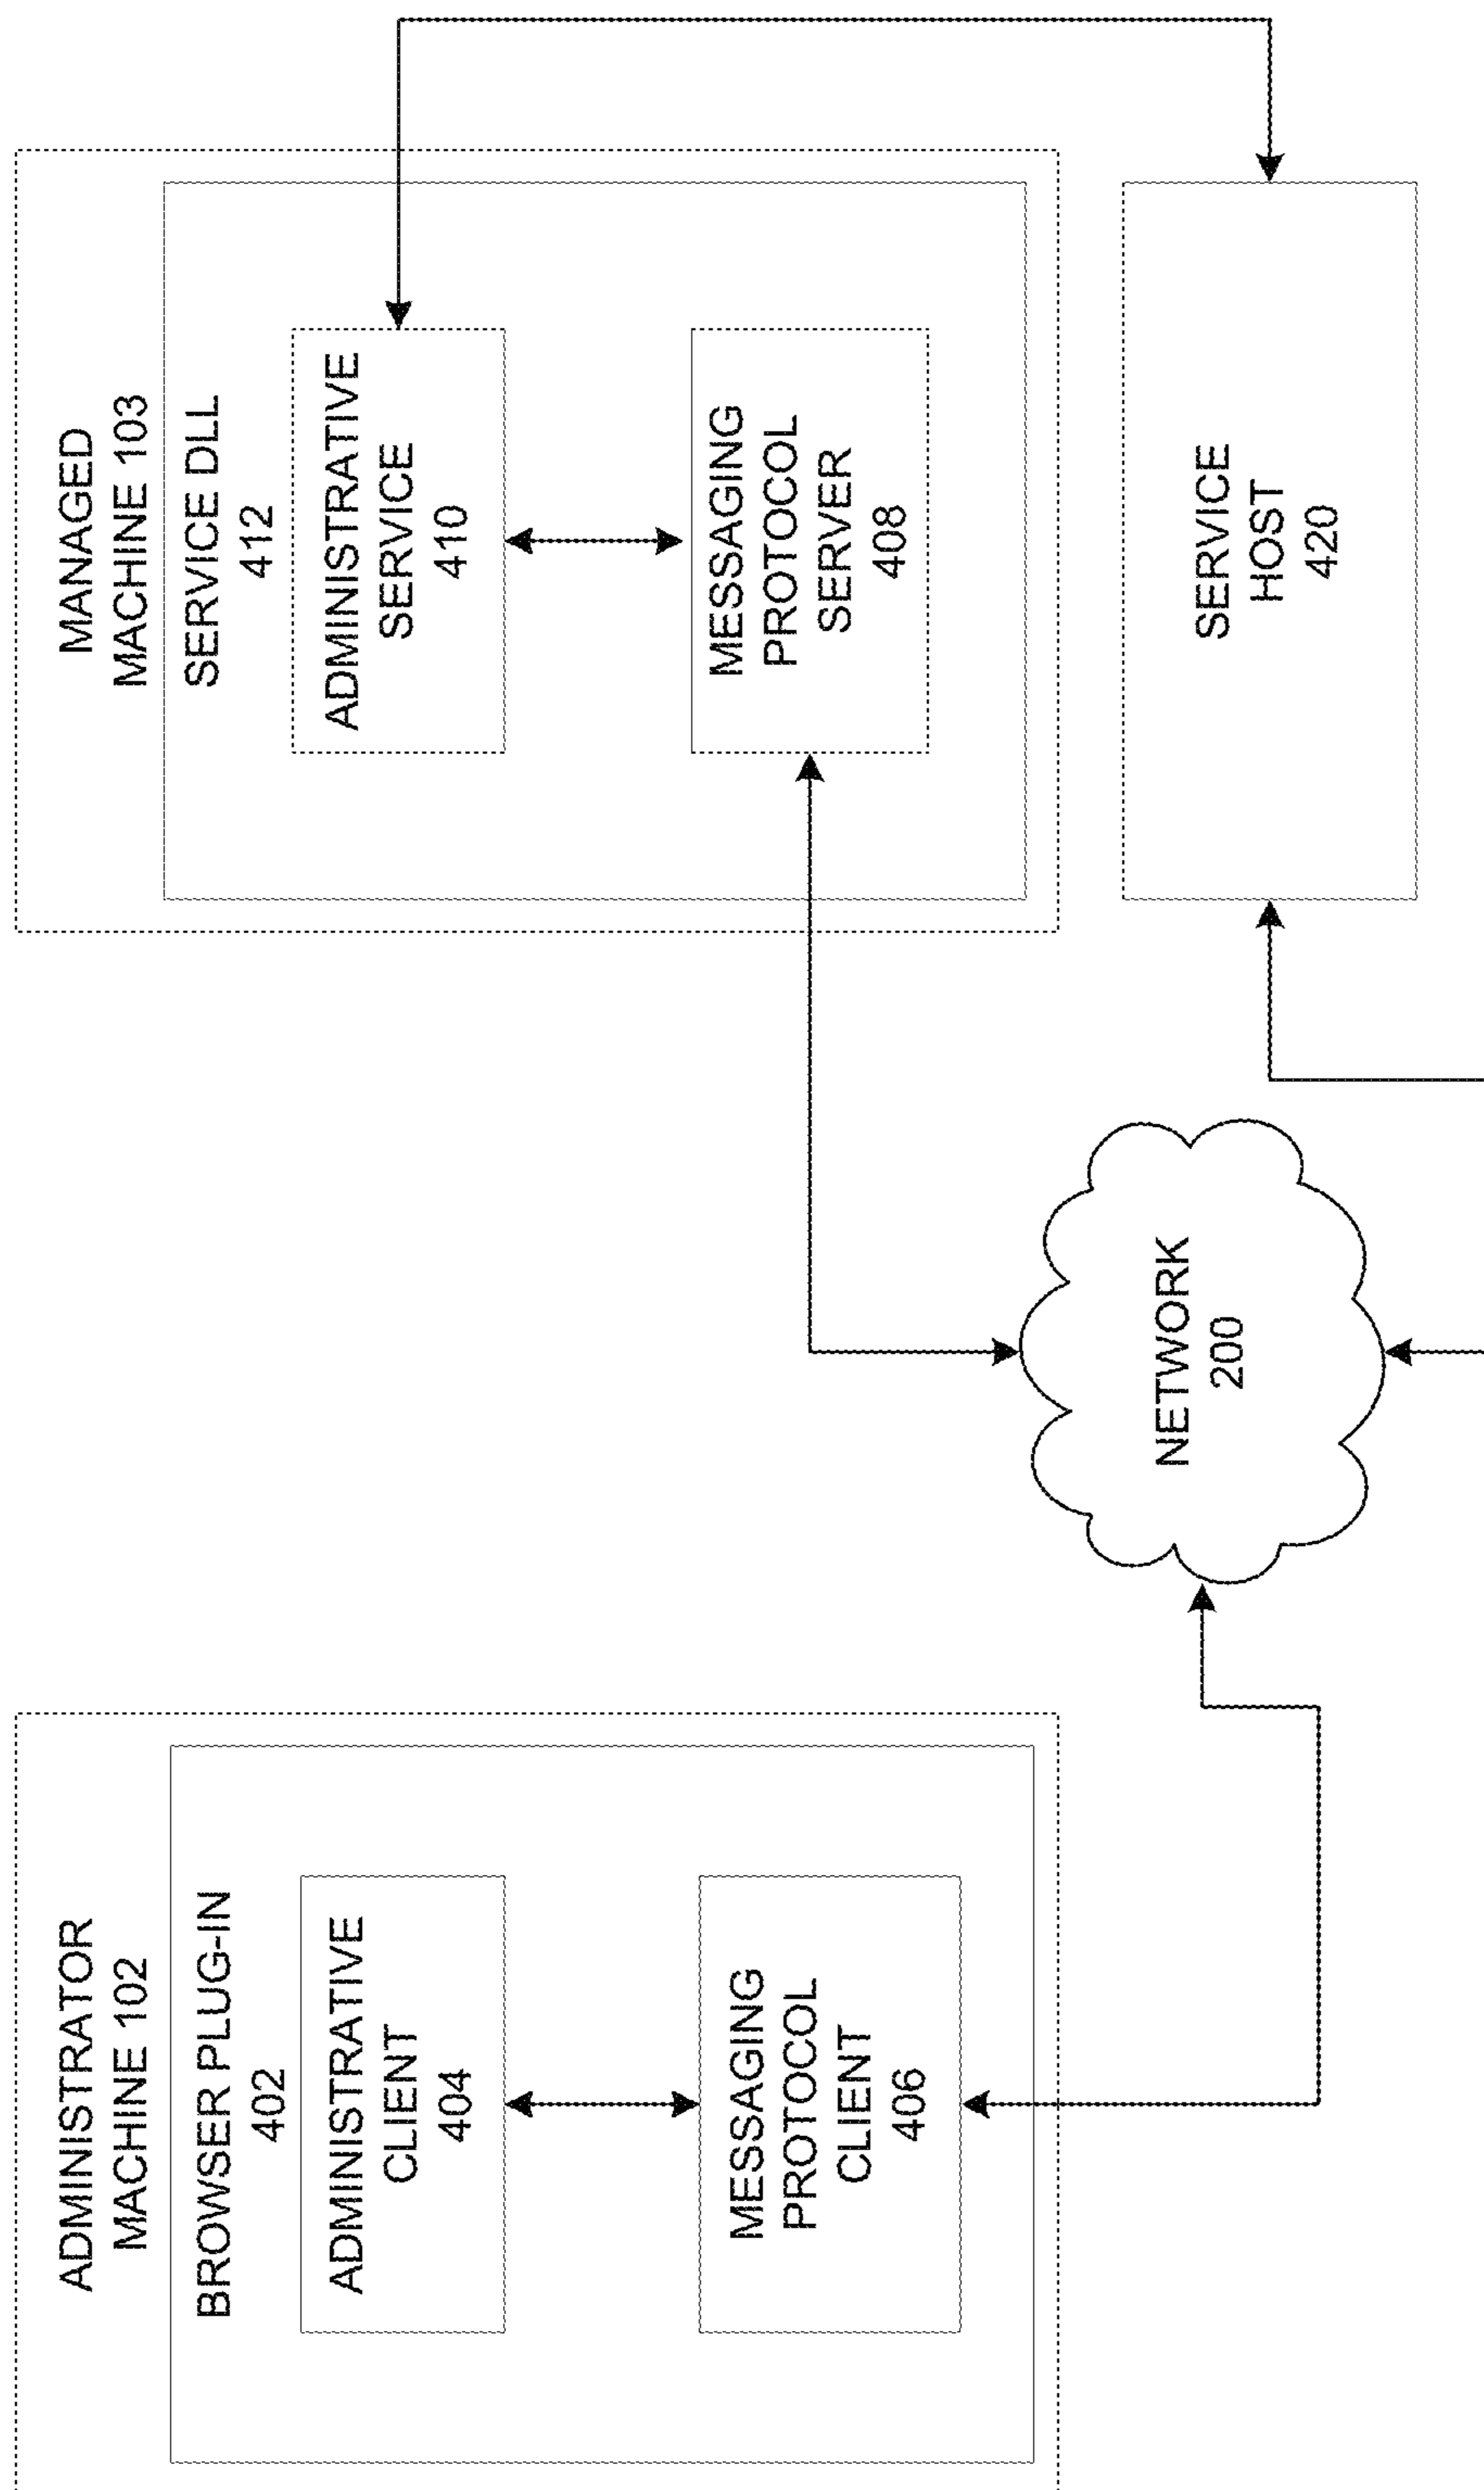 ADMINISTRATOR
MACHINE 102
BROWSER PLUG-IN
402
ADMINISTRATIVE
CLIENT
404
MESSAGING
PROTOCOL
CLIENT
406
NETWORK
200
MANAGED
MACHINE 103
SERVICE DLL
412
ADMINISTRATIVE
SERVICE
410
MESSAGING
PROTOCOL
SERVER
408
SERVICE
HOST
420